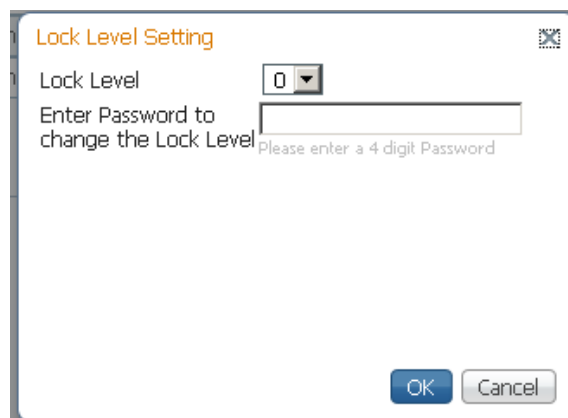 Lock Level Setting
Lock Level 0
Enter Password to
change the Lock Level
Please enter a 4 digit Password
OK Cancel